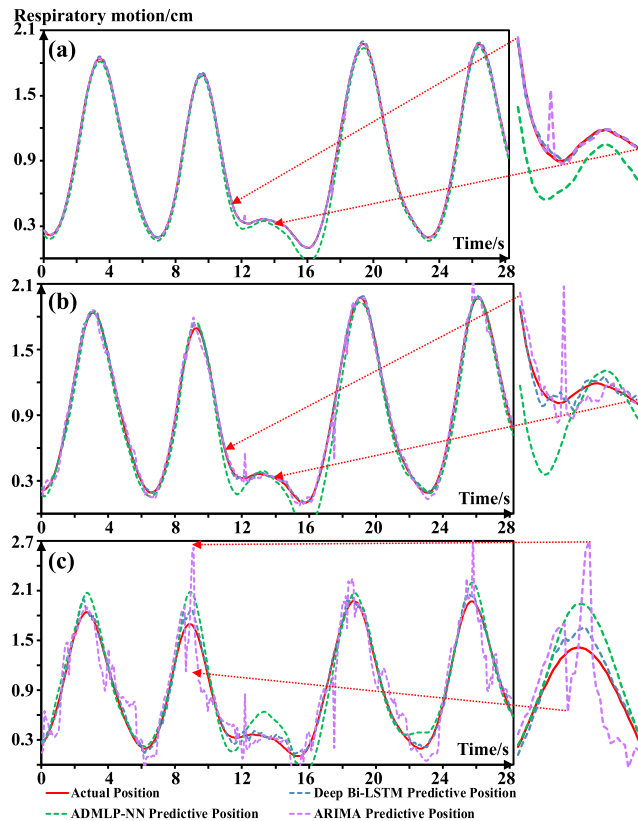 Respiratory motion/cm
2.1
(a)
1.5
0.9
0.3
Time/s
0 4 8 12 16 20 24 28
2.1
(b)
1.5
0.9
0.3
Time/s
0 4 8 12 16 20 24 28
2.7
(c)
2.1
1.5
0.9
0.3
Time/s
0 4 8 12 16 20 24 28
Actual Position Deep Bi-LSTM Predictive Position
ADMLP-NN Predictive Position ARIMA Predictive Position